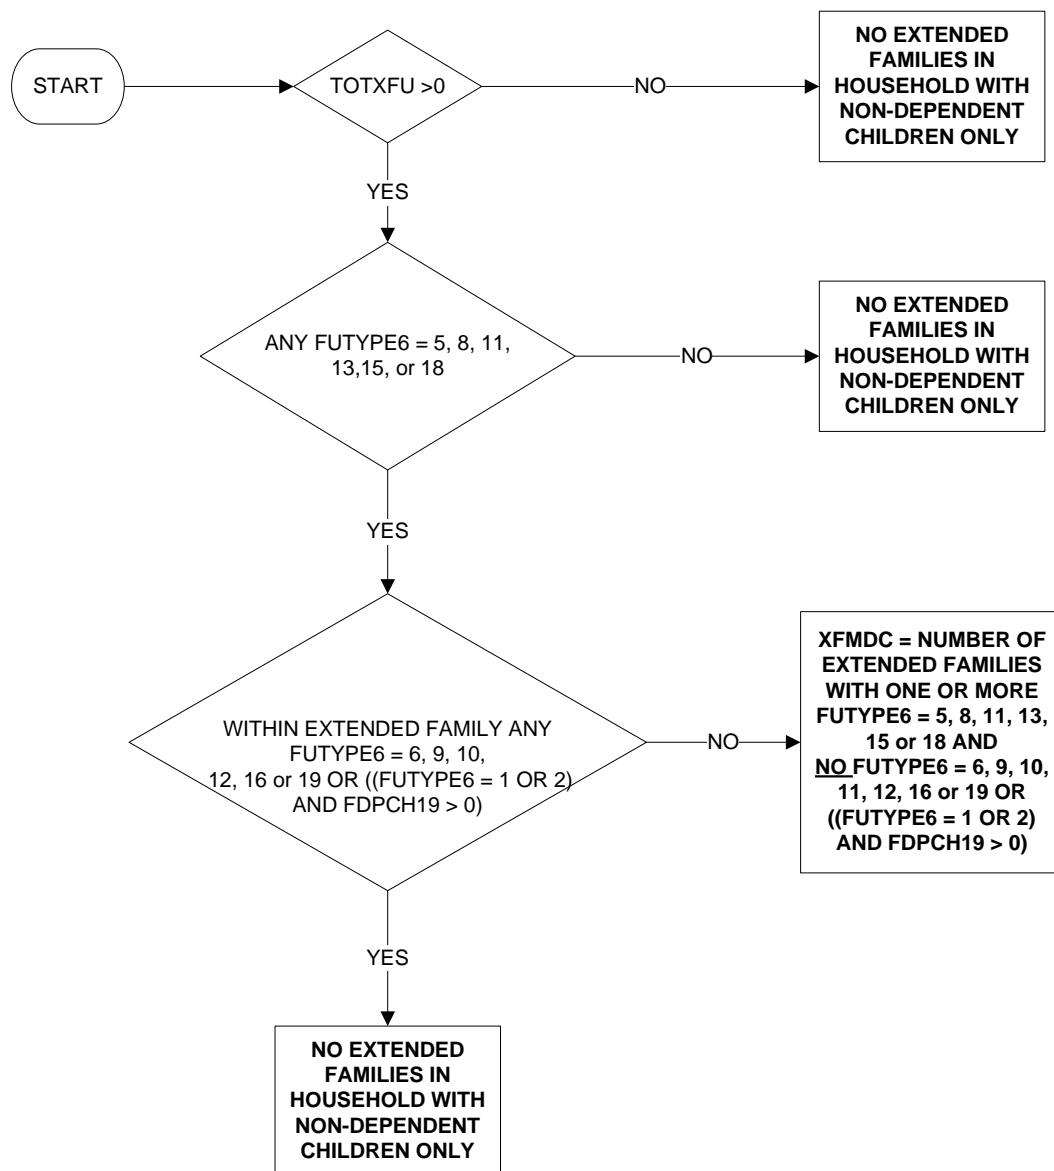 START
TOTXFU >0
NO
NO EXTENDED
FAMILIES IN
HOUSEHOLD WITH
NON-DEPENDENT
CHILDREN ONLY
YES
ANY FUTYPE6 = 5, 8, 11,
13,15, or 18
NO
NO EXTENDED
FAMILIES IN
HOUSEHOLD WITH
NON-DEPENDENT
CHILDREN ONLY
YES
WITHIN EXTENDED FAMILY ANY
FUTYPE6 = 6, 9, 10,
12, 16 or 19 OR ((FUTYPE6 = 1 OR 2)
AND FDPCH19 > 0)
NO
XFMDC = NUMBER OF
EXTENDED FAMILIES
WITH ONE OR MORE
FUTYPE6 = 5, 8, 11, 13,
15 or 18 AND
NO FUTYPE6 = 6, 9, 10,
11, 12, 16 or 19 OR
((FUTYPE6 = 1 OR 2)
AND FDPCH19 > 0)
YES
NO EXTENDED
FAMILIES IN
HOUSEHOLD WITH
NON-DEPENDENT
CHILDREN ONLY